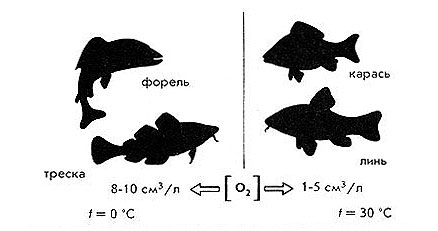 форель
карась
треска
линь
8-10 см³/л ⇐ [O₂] ⇒ 1-5 см³/л
t = 0 °C
t = 30 °C